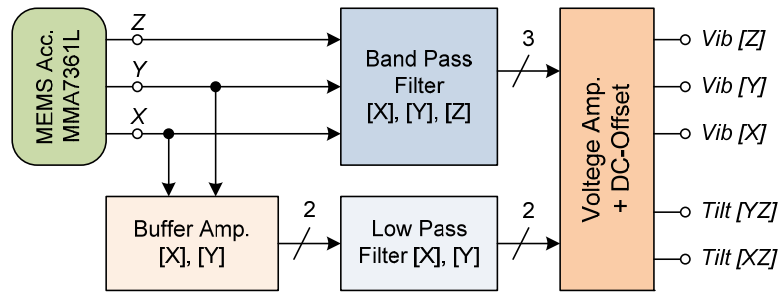 MEMS Acc.
MMA7361L
Z
Y
X
Band Pass
Filter
[X], [Y], [Z]
3
Buffer Amp.
[X], [Y]
2
Low Pass
Filter [X], [Y]
2
Voltege Amp.
+ DC-Offset
Vib [Z]
Vib [Y]
Vib [X]
Tilt [YZ]
Tilt [XZ]